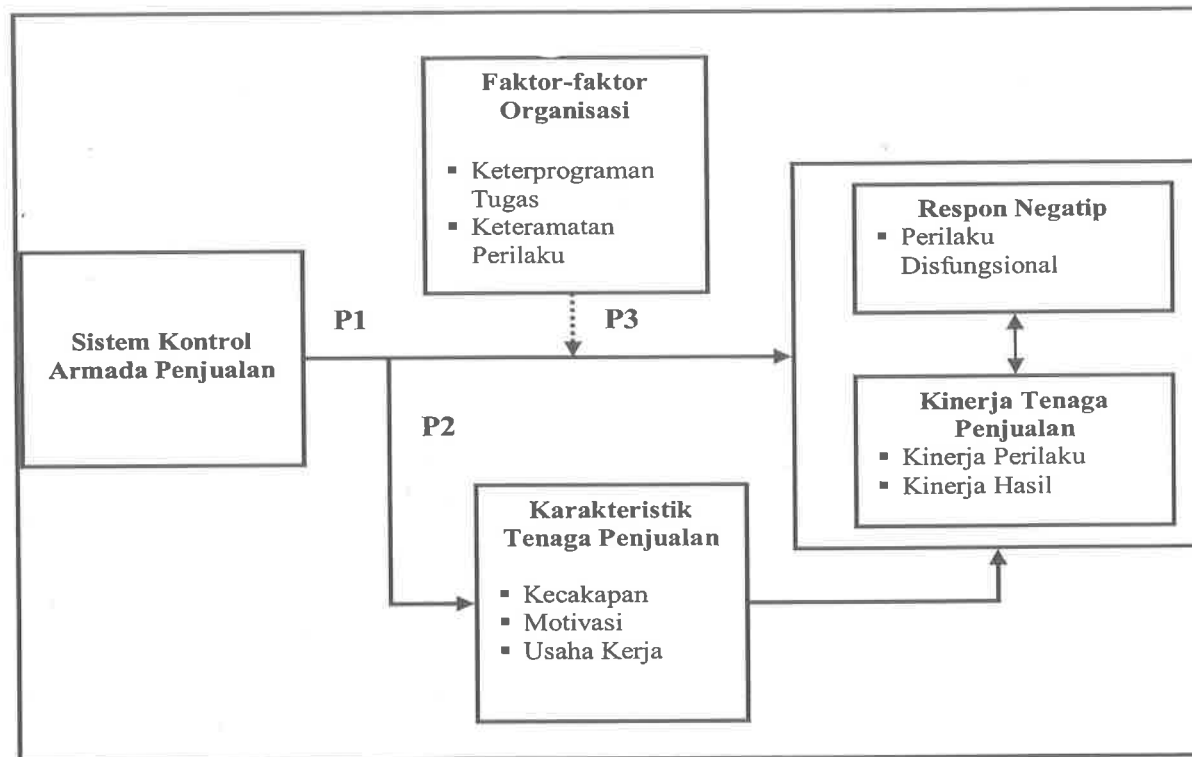 Faktor-faktor
Organisasi
▪ Keterprograman
Tugas
▪ Keteramatan
Perilaku
Respon Negatip
▪ Perilaku
Disfungsional
P1
P3
Sistem Kontrol
Armada Penjualan
P2
Kinerja Tenaga
Penjualan
▪ Kinerja Perilaku
▪ Kinerja Hasil
Karakteristik
Tenaga Penjualan
▪ Kecakapan
▪ Motivasi
▪ Usaha Kerja